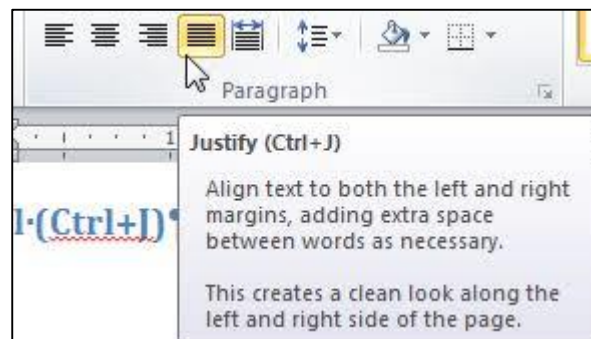 Paragraph
1
Justify (Ctrl+J)
l·(Ctrl+J)¶
Align text to both the left and right
margins, adding extra space
between words as necessary.
This creates a clean look along the
left and right side of the page.